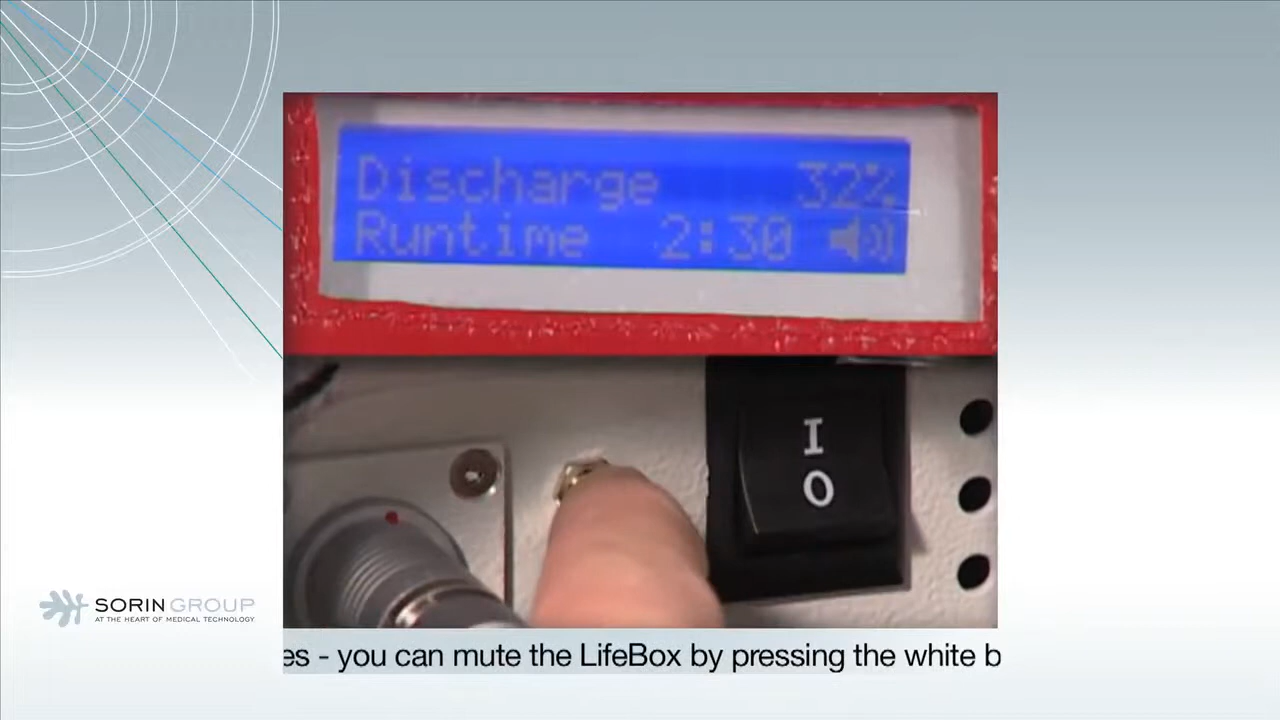 Discharge 32%
Runtime 2:30
I
O
SORIN GROUP
AT THE HEART OF MEDICAL TECHNOLOGY
es - you can mute the LifeBox by pressing the white b